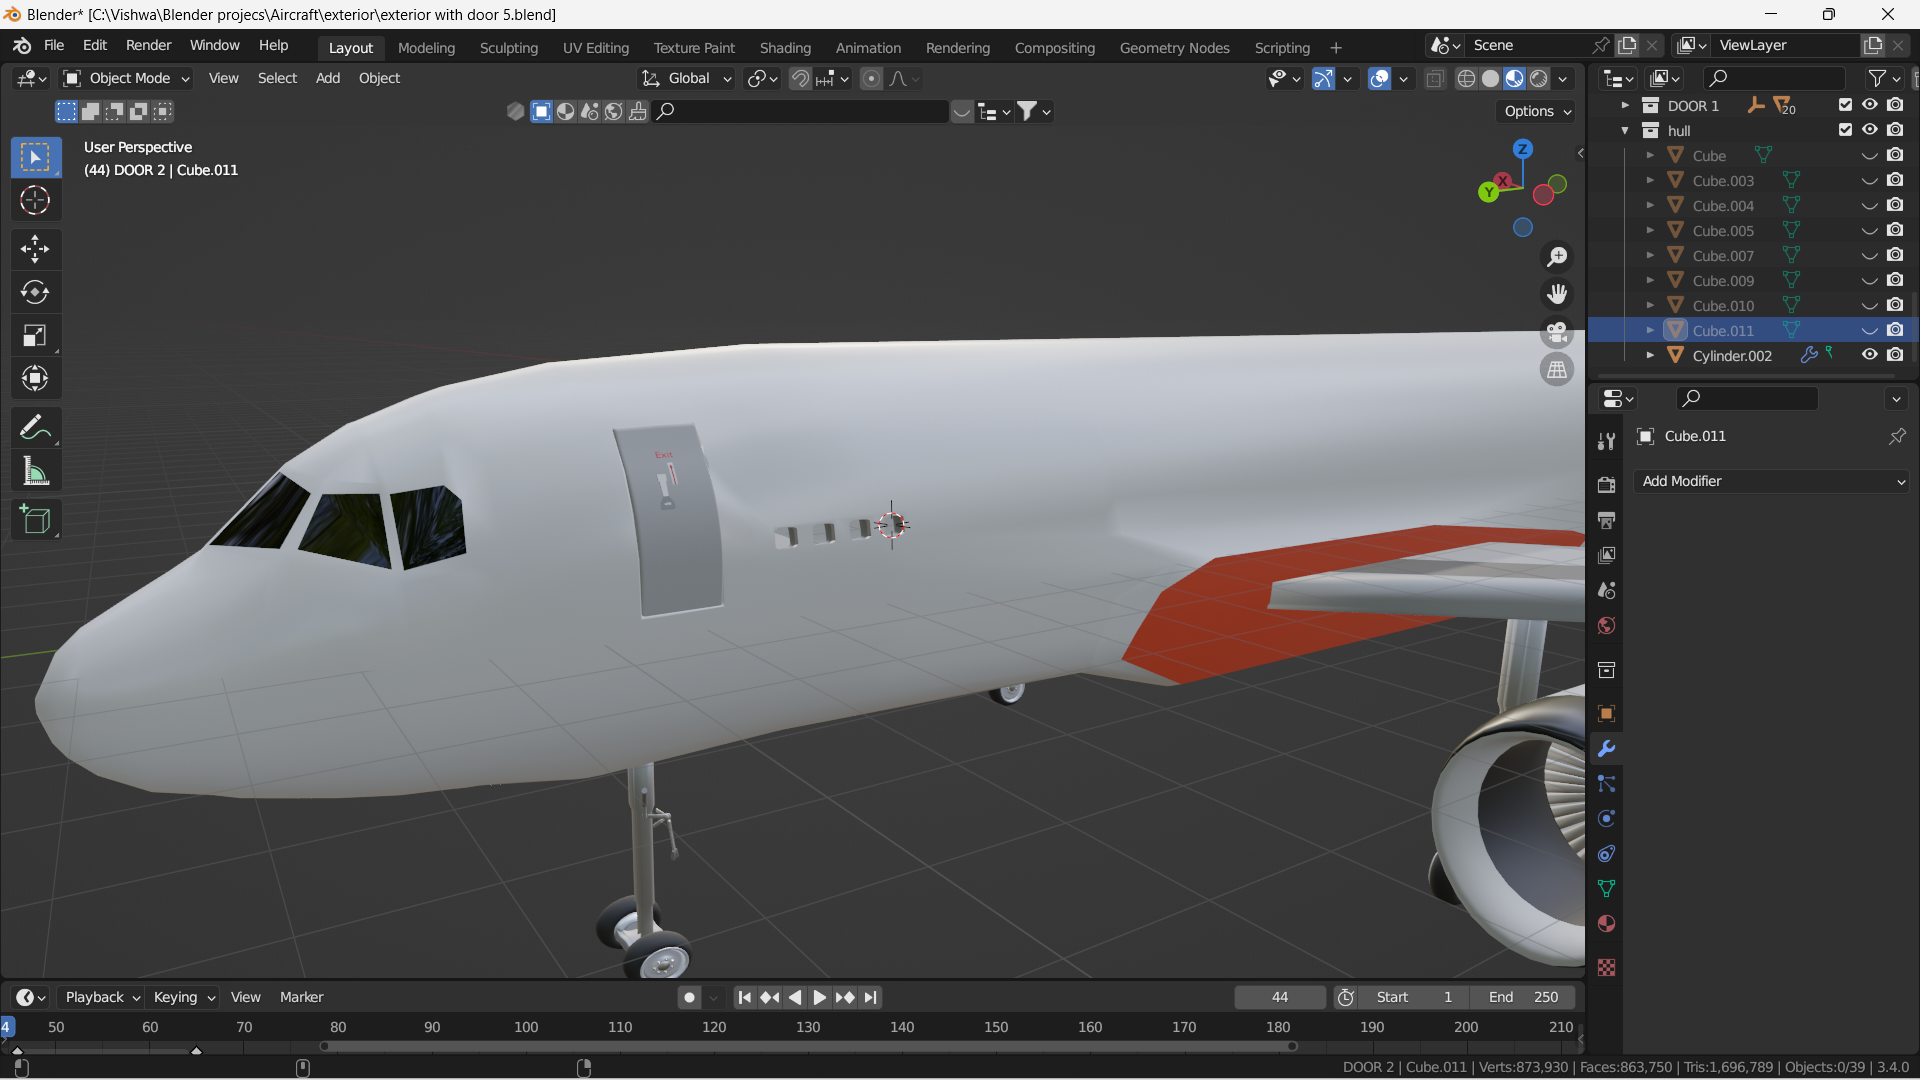 Blender* [C:\Vishwa\Blender projecs\Aircraft\exterior\exterior with door 5.blend]
File Edit Render Window Help
Layout Modeling Sculpting UV Editing Texture Paint Shading Animation Rendering Compositing Geometry Nodes Scripting +
Scene
ViewLayer
Object Mode View Select Add Object
Global
Options
User Perspective
(44) DOOR 2 | Cube.011
Z
X
Y
Exit
DOOR 1
20
hull
Cube
Cube.003
Cube.004
Cube.005
Cube.007
Cube.009
Cube.010
Cube.011
Cylinder.002
Cube.011
Add Modifier
Playback Keying View Marker
44
Start 1
End 250
4 50 60 70 80 90 100 110 120 130 140 150 160 170 180 190 200 210
DOOR 2 | Cube.011 | Verts:873,930 | Faces:863,750 | Tris:1,696,789 | Objects:0/39 | 3.4.0